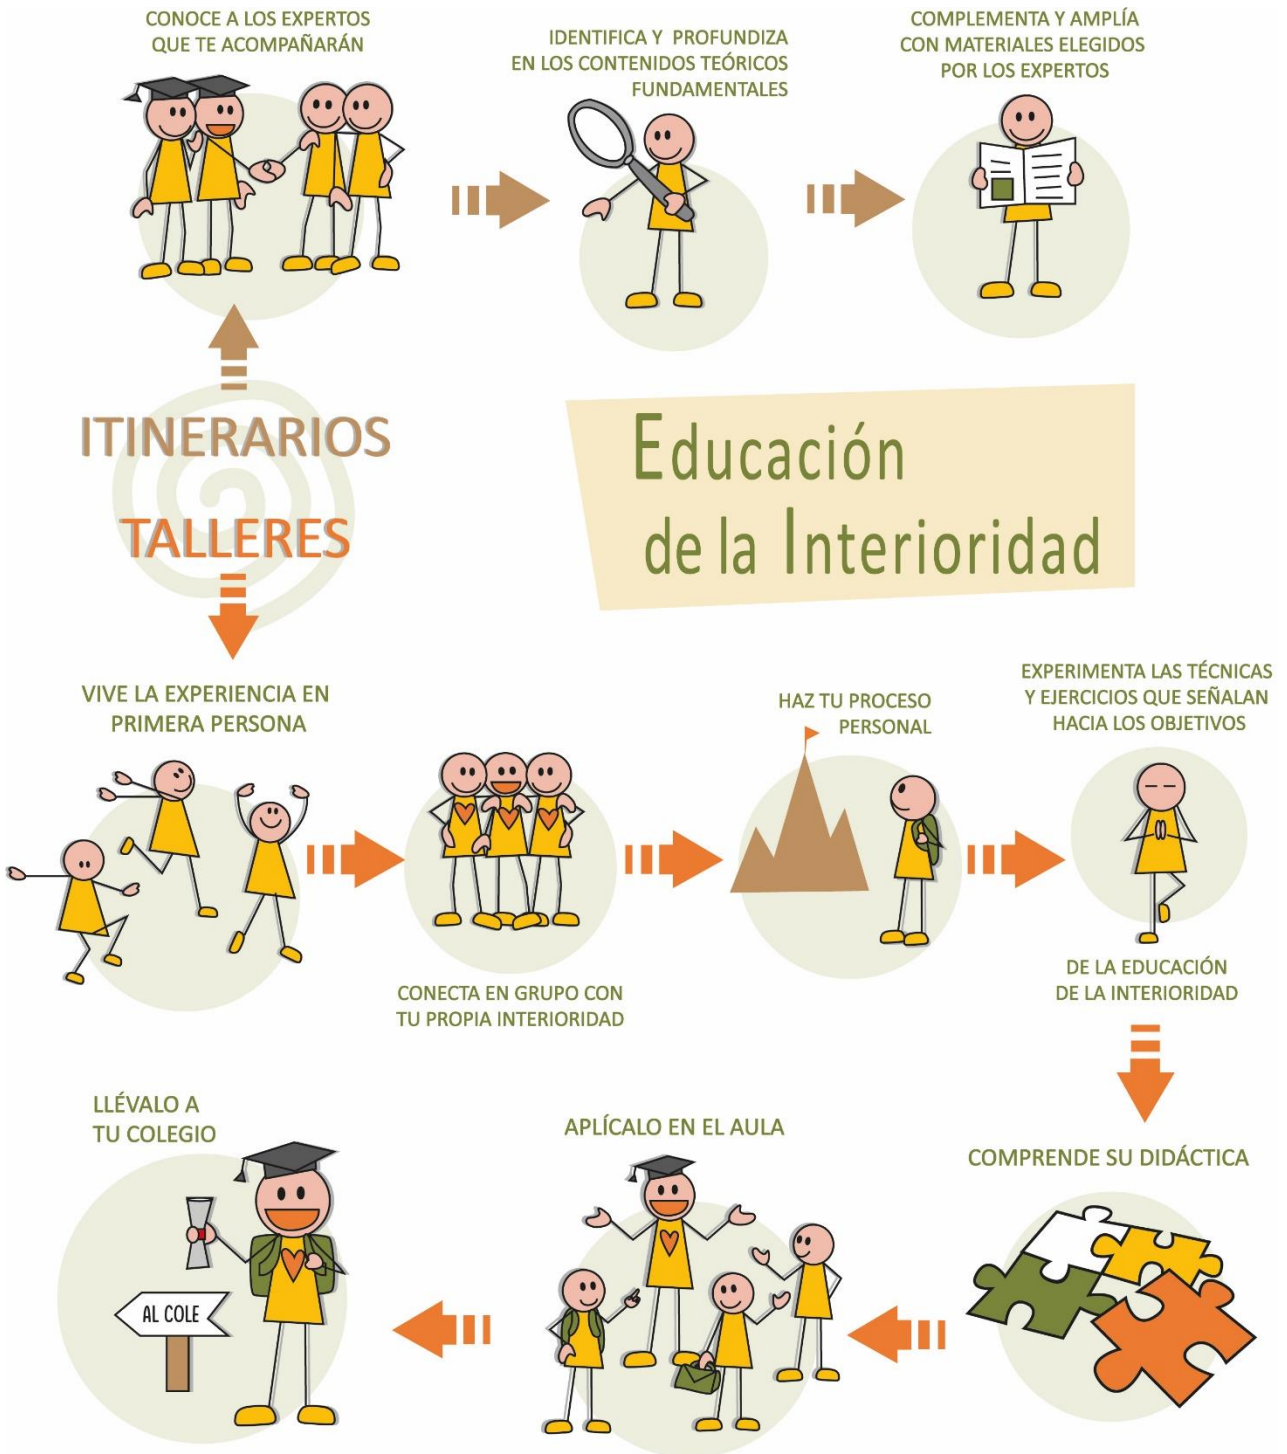 CONOCE A LOS EXPERTOS
QUE TE ACOMPAÑARÁN
IDENTIFICA Y PROFUNDIZA
EN LOS CONTENIDOS TEÓRICOS
FUNDAMENTALES
COMPLEMENTA Y AMPLÍA
CON MATERIALES ELEGIDOS
POR LOS EXPERTOS
ITINERARIOS
TALLERES
Educación
de la Interioridad
VIVE LA EXPERIENCIA EN
PRIMERA PERSONA
CONECTA EN GRUPO CON
TU PROPIA INTERIORIDAD
HAZ TU PROCESO
PERSONAL
EXPERIMENTA LAS TÉCNICAS
Y EJERCICIOS QUE SEÑALAN
HACIA LOS OBJETIVOS
DE LA EDUCACIÓN
DE LA INTERIORIDAD
COMPRENDE SU DIDÁCTICA
APLÍCALO EN EL AULA
LLÉVALO A
TU COLEGIO
AL COLE